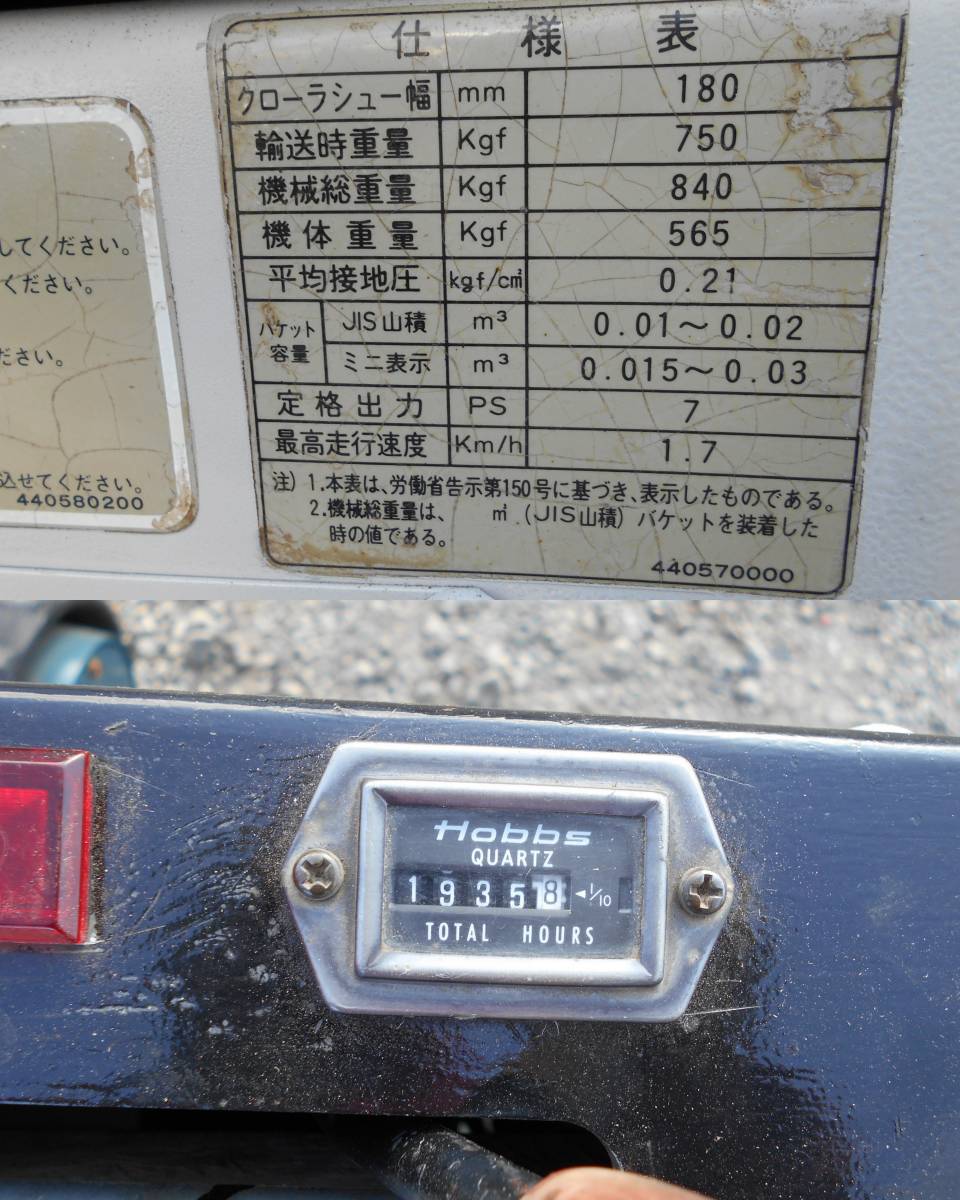 仕様表
クローラシュー幅 mm 180
輸送時重量 Kgf 750
機械総重量 Kgf 840
機体重量 Kgf 565
平均接地圧 kgf/cm² 0.21
バケット容量 JIS山積 m³ 0.01〜0.02
ミニ表示 m³ 0.015〜0.03
定格出力 PS 7
最高走行速度 Km/h 1.7
注) 1.本表は、労働省告示第150号に基づき、表示したものである。
2.機械総重量は、 m³ (JIS山積) バケットを装着した
時の値である。
440570000
してください。
ください。
ださい。
込せてください。
440580200
Hobbs
QUARTZ
19358 ◄1/10
TOTAL HOURS